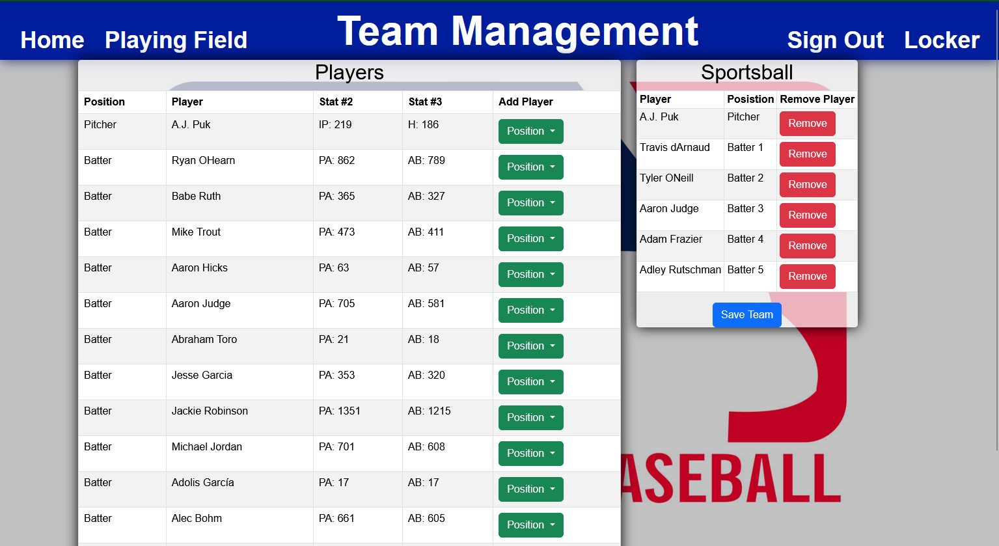 Home Playing Field Team Management Sign Out Locker
Players
Position Player Stat #2 Stat #3 Add Player
Pitcher A.J. Puk IP: 219 H: 186 Position
Batter Ryan OHearn PA: 862 AB: 789 Position
Batter Babe Ruth PA: 365 AB: 327 Position
Batter Mike Trout PA: 473 AB: 411 Position
Batter Aaron Hicks PA: 63 AB: 57 Position
Batter Aaron Judge PA: 705 AB: 581 Position
Batter Abraham Toro PA: 21 AB: 18 Position
Batter Jesse Garcia PA: 353 AB: 320 Position
Batter Jackie Robinson PA: 1351 AB: 1215 Position
Batter Michael Jordan PA: 701 AB: 608 Position
Batter Adolis García PA: 17 AB: 17 Position
Batter Alec Bohm PA: 661 AB: 605 Position
Sportsball
Player Posistion Remove Player
A.J. Puk Pitcher Remove
Travis dArnaud Batter 1 Remove
Tyler ONeill Batter 2 Remove
Aaron Judge Batter 3 Remove
Adam Frazier Batter 4 Remove
Adley Rutschman Batter 5 Remove
Save Team
ASEBALL